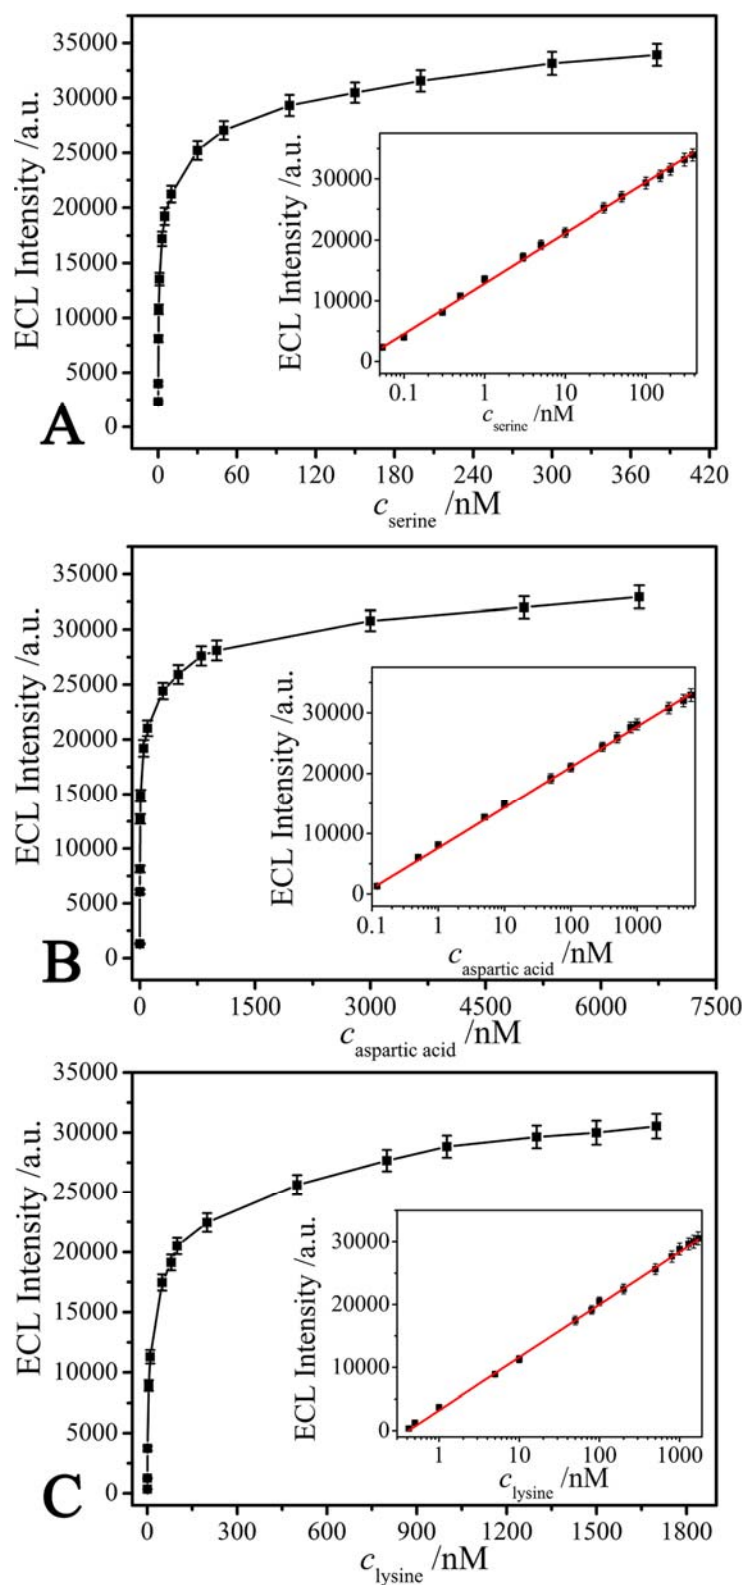 A
ECL Intensity /a.u.
35000
30000
25000
20000
15000
10000
5000
0
0 60 120 180 240 300 360 420
c serine /nM
ECL Intensity /a.u.
30000
20000
10000
0
0.1 1 10 100
c serine /nM
B
ECL Intensity /a.u.
35000
30000
25000
20000
15000
10000
5000
0
0 1500 3000 4500 6000 7500
c aspartic acid /nM
ECL Intensity /a.u.
30000
20000
10000
0
0.1 1 10 100 1000
c aspartic acid /nM
C
ECL Intensity /a.u.
35000
30000
25000
20000
15000
10000
5000
0
0 300 600 900 1200 1500 1800
c lysine /nM
ECL Intensity /a.u.
30000
20000
10000
0
1 10 100 1000
c lysine /nM